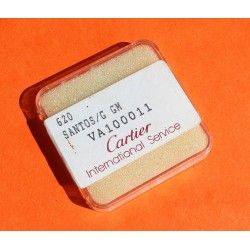 620
SANTOS/G GM
VA100011
Cartier
International Service